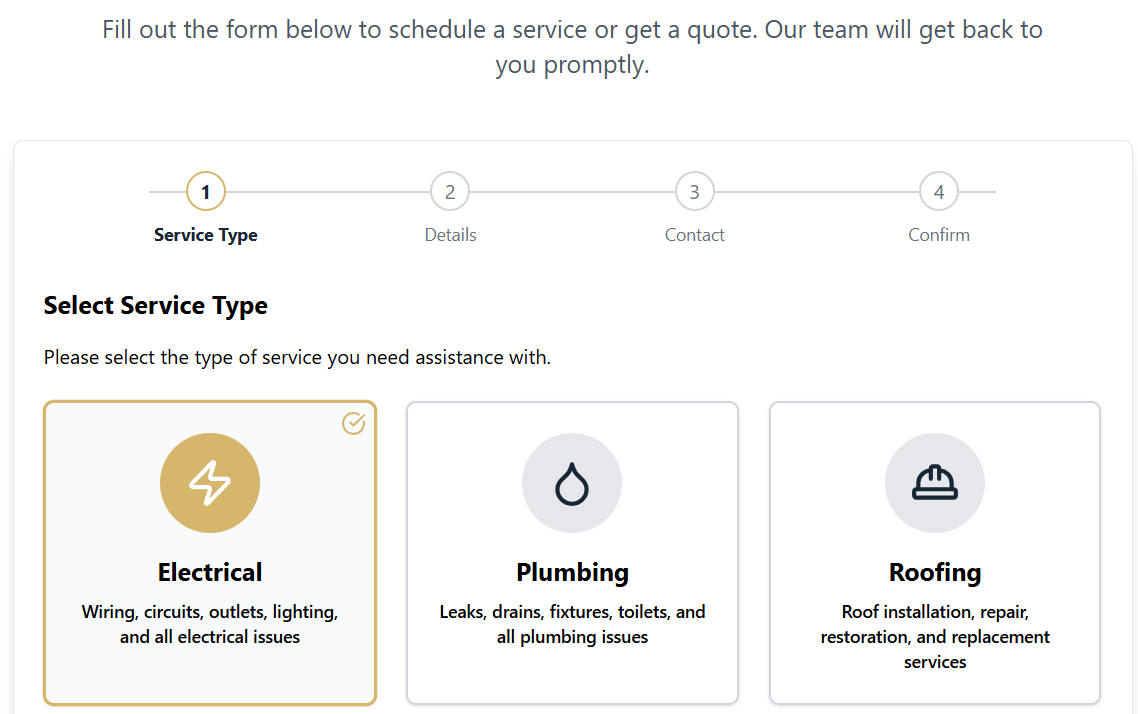 Fill out the form below to schedule a service or get a quote. Our team will get back to
you promptly.
1
2
3
4
Service Type
Details
Contact
Confirm
Select Service Type
Please select the type of service you need assistance with.
Electrical
Wiring, circuits, outlets, lighting,
and all electrical issues
Plumbing
Leaks, drains, fixtures, toilets, and
all plumbing issues
Roofing
Roof installation, repair,
restoration, and replacement
services